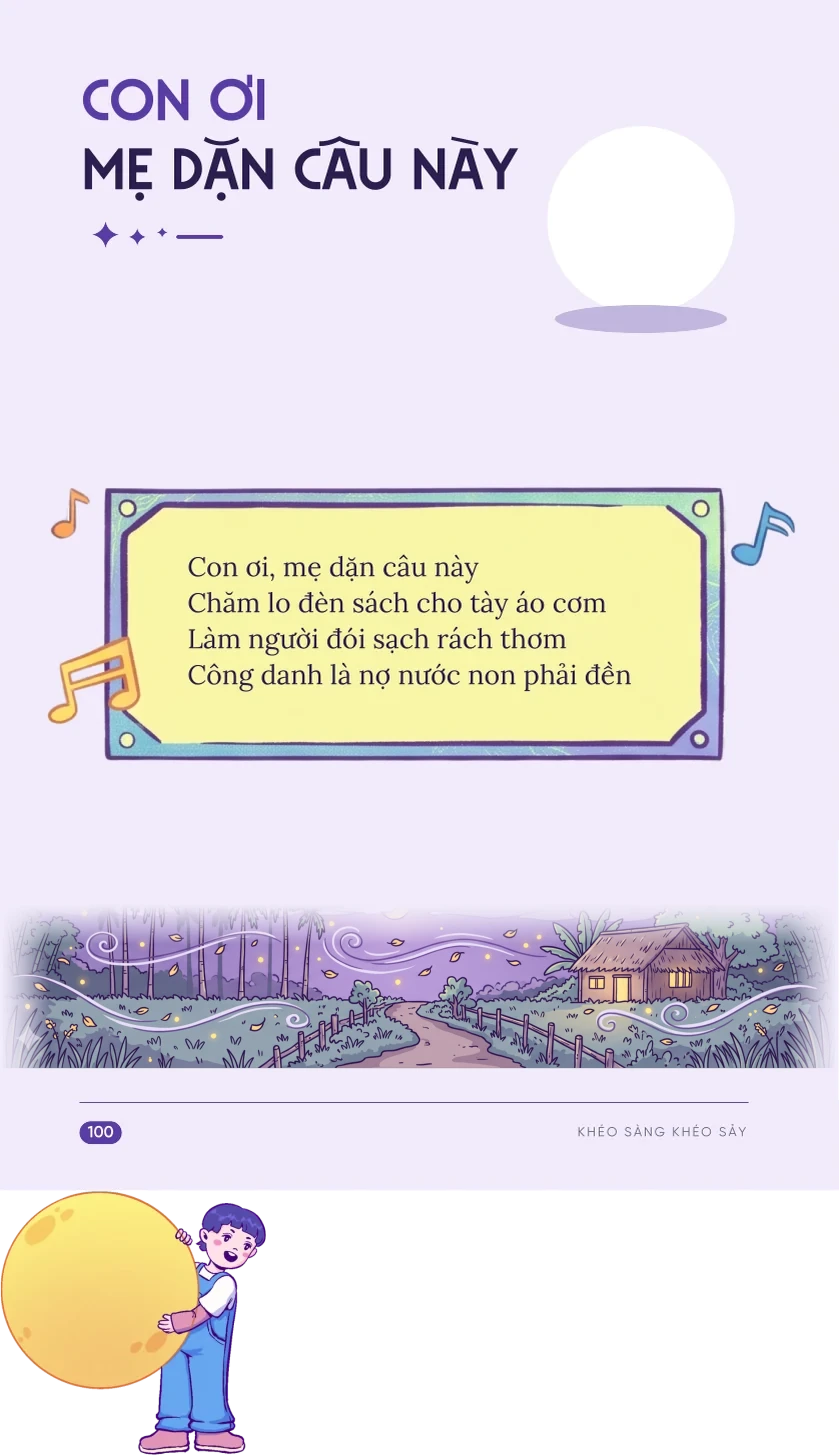 CON ƠI
MẸ DẶN CÂU NÀY
Con ơi, mẹ dặn câu này
Chăm lo đèn sách cho tày áo cơm
Làm người đói sạch rách thơm
Công danh là nợ nước non phải đền
100
KHÉO SÀNG KHÉO SẢY